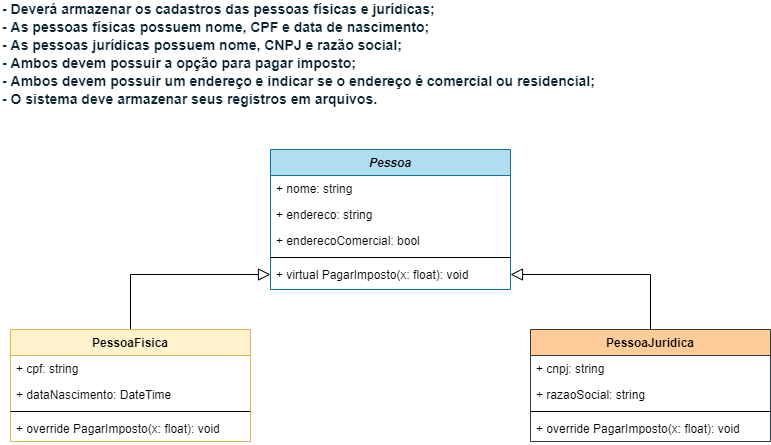 - Deverá armazenar os cadastros das pessoas físicas e jurídicas;
- As pessoas físicas possuem nome, CPF e data de nascimento;
- As pessoas jurídicas possuem nome, CNPJ e razão social;
- Ambos devem possuir a opção para pagar imposto;
- Ambos devem possuir um endereço e indicar se o endereço é comercial ou residencial;
- O sistema deve armazenar seus registros em arquivos.
Pessoa
+ nome: string
+ endereco: string
+ enderecoComercial: bool
+ virtual PagarImposto(x: float): void
PessoaFisica
+ cpf: string
+ dataNascimento: DateTime
+ override PagarImposto(x: float): void
PessoaJuridica
+ cnpj: string
+ razaoSocial: string
+ override PagarImposto(x: float): void